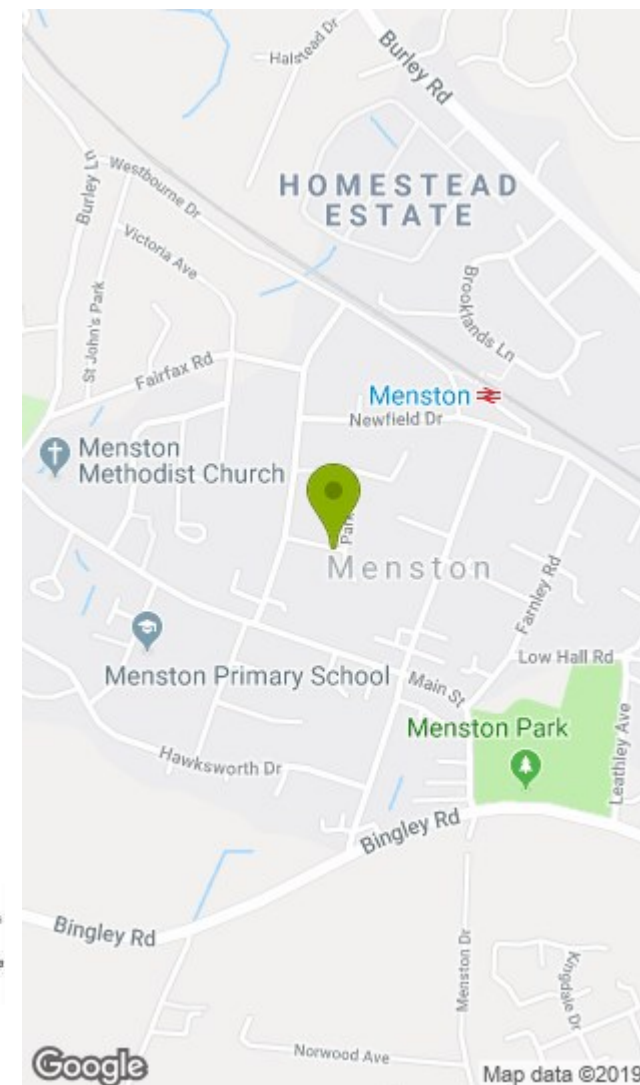 Halstead Dr
Burley Rd
HOMESTEAD
ESTATE
Burley Ln
Westbourne Dr
Victoria Ave
Brooklands Ln
St John's Park
Fairfax Rd
Menston
Newfield Dr
Menston
Methodist Church
Park
Menston
Farnley Rd
Menston Primary School
Low Hall Rd
Main St
Menston Park
Leathley Ave
Hawksworth Dr
Bingley Rd
Bingley Rd
Menston Dr
Kingdale Dr
Norwood Ave
Google
Map data ©2019